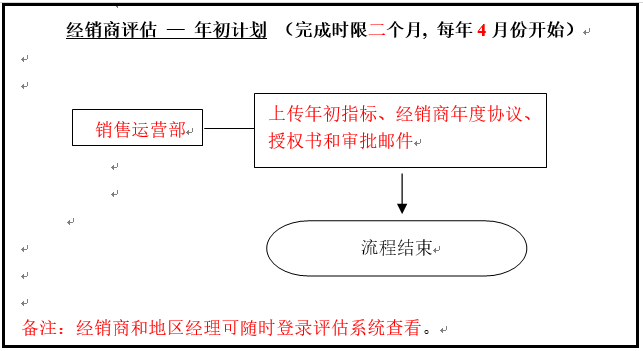 经销商评估 — 年初计划 （完成时限二个月, 每年 4 月份开始）
销售运营部
上传年初指标、经销商年度协议、
授权书和审批邮件
流程结束
备注：经销商和地区经理可随时登录评估系统查看。